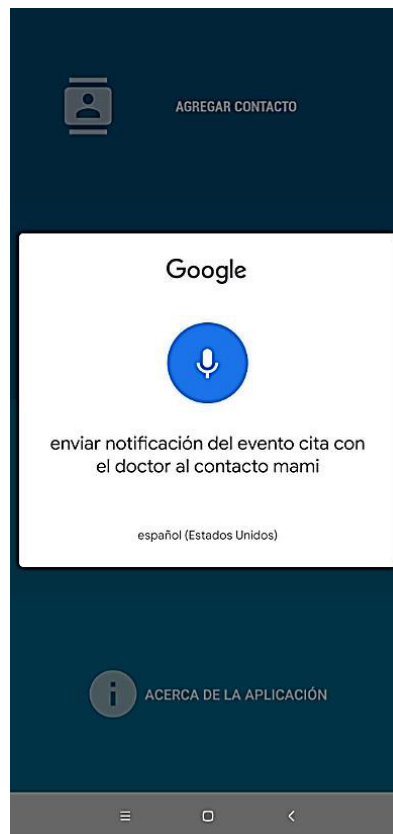 AGREGAR CONTACTO
Google
enviar notificación del evento cita con
el doctor al contacto mami
español (Estados Unidos)
ACERCA DE LA APLICACIÓN